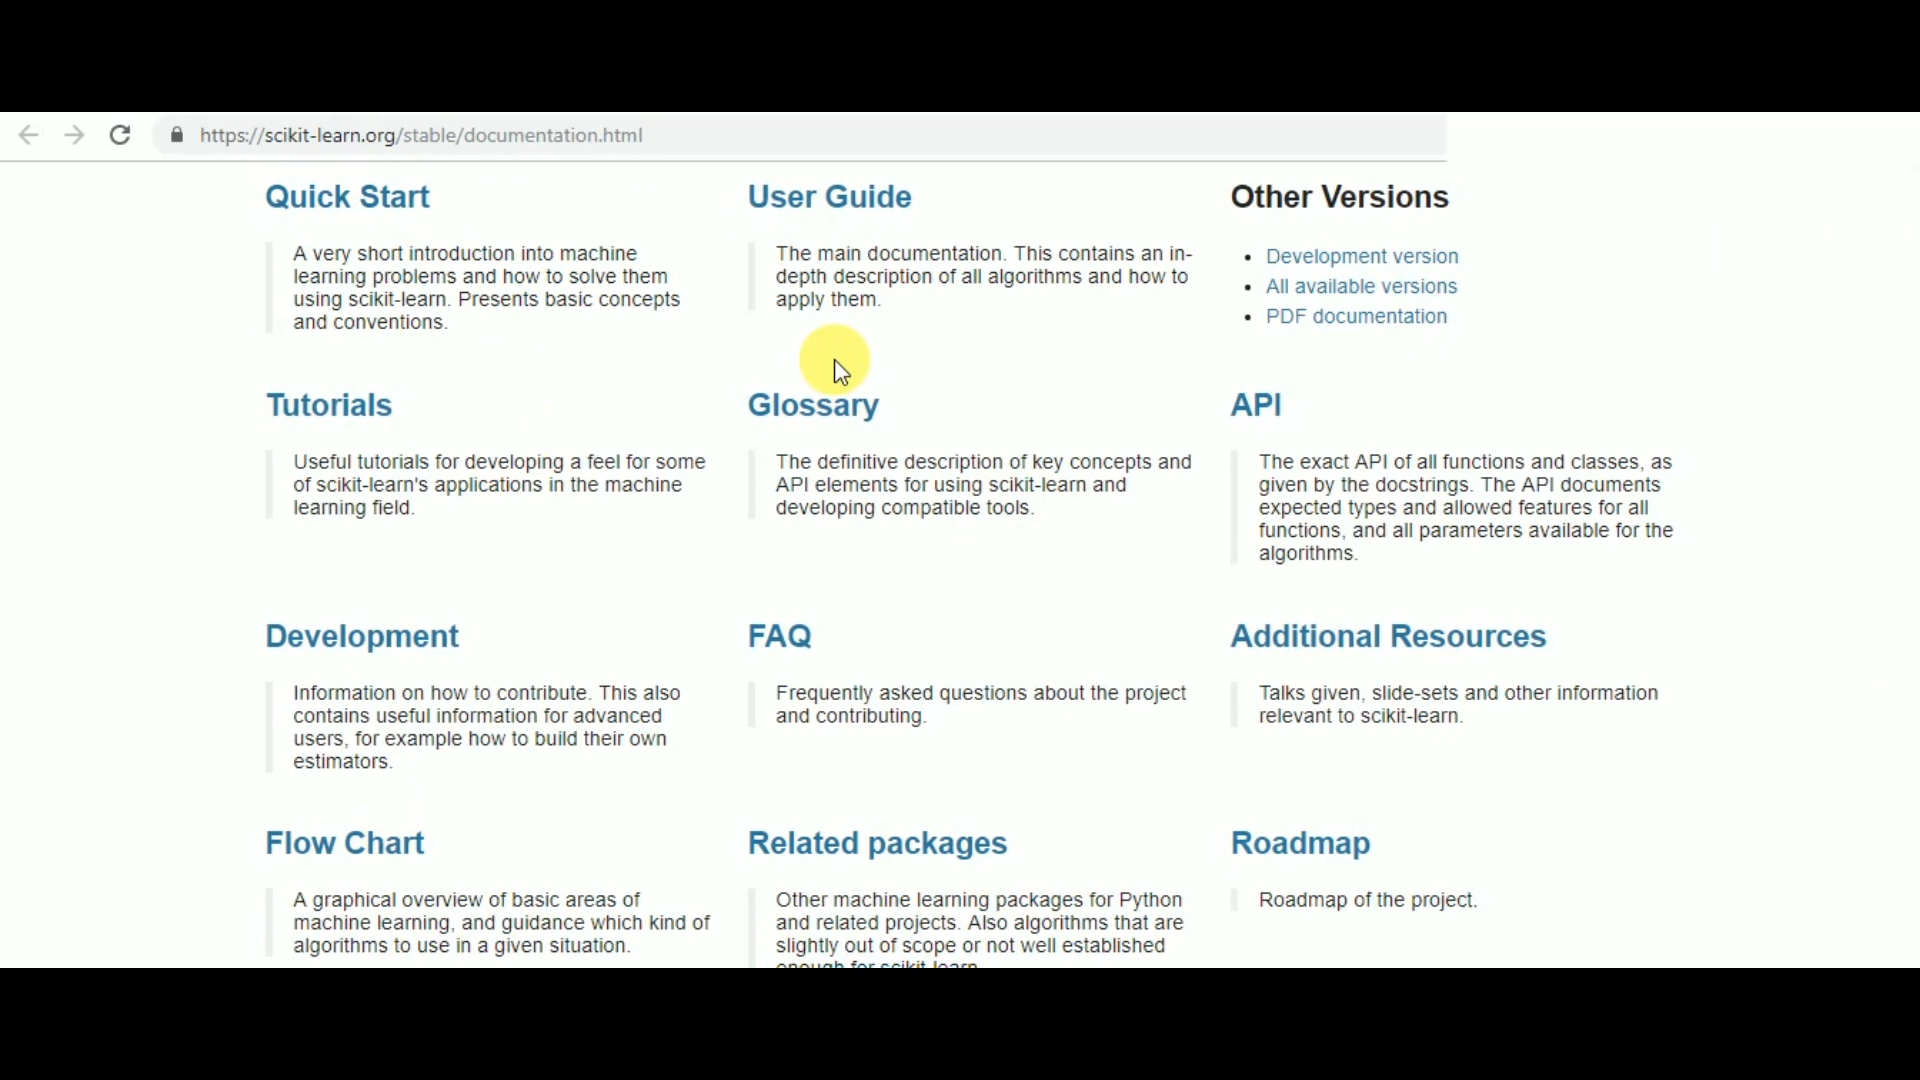 https://scikit-learn.org/stable/documentation.html
Quick Start
A very short introduction into machine
learning problems and how to solve them
using scikit-learn. Presents basic concepts
and conventions.
User Guide
The main documentation. This contains an in-
depth description of all algorithms and how to
apply them.
Other Versions
• Development version
• All available versions
• PDF documentation
Tutorials
Useful tutorials for developing a feel for some
of scikit-learn's applications in the machine
learning field.
Glossary
The definitive description of key concepts and
API elements for using scikit-learn and
developing compatible tools.
API
The exact API of all functions and classes, as
given by the docstrings. The API documents
expected types and allowed features for all
functions, and all parameters available for the
algorithms.
Development
Information on how to contribute. This also
contains useful information for advanced
users, for example how to build their own
estimators.
FAQ
Frequently asked questions about the project
and contributing.
Additional Resources
Talks given, slide-sets and other information
relevant to scikit-learn.
Flow Chart
A graphical overview of basic areas of
machine learning, and guidance which kind of
algorithms to use in a given situation.
Related packages
Other machine learning packages for Python
and related projects. Also algorithms that are
slightly out of scope or not well established
enough for scikit-learn.
Roadmap
Roadmap of the project.